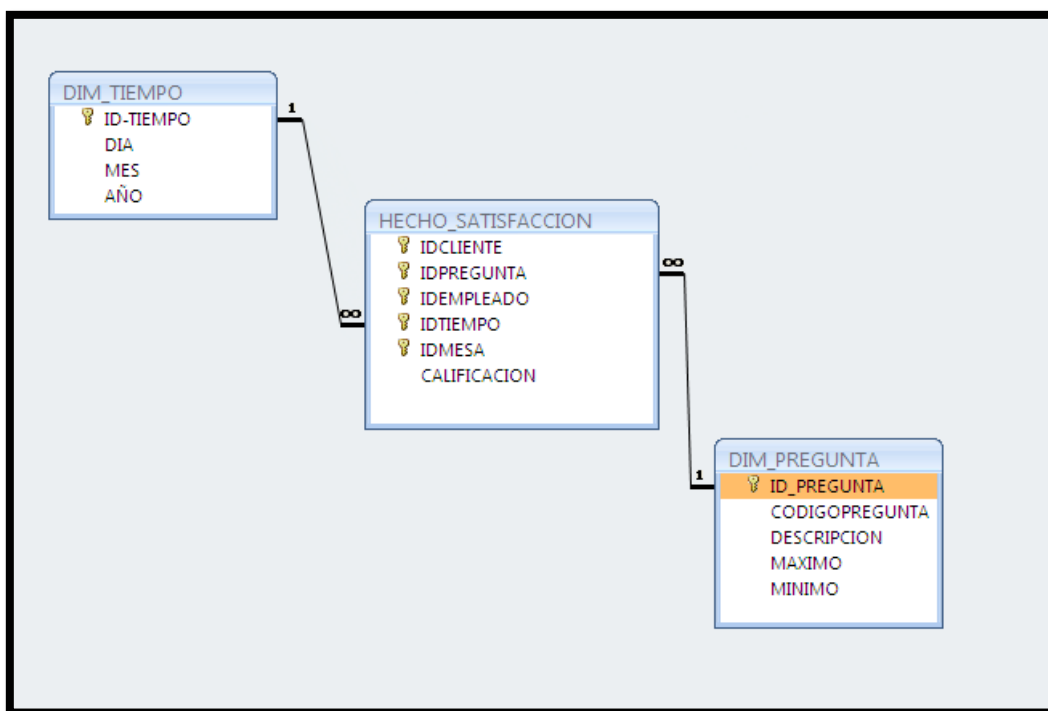 DIM_TIEMPO
ID-TIEMPO
DIA
MES
AÑO
1
HECHO_SATISFACCION
IDCLIENTE
IDPREGUNTA
IDEMPLEADO
IDTIEMPO
IDMESA
CALIFICACION
∞
∞
DIM_PREGUNTA
ID_PREGUNTA
CODIGOPREGUNTA
DESCRIPCION
MAXIMO
MINIMO
1